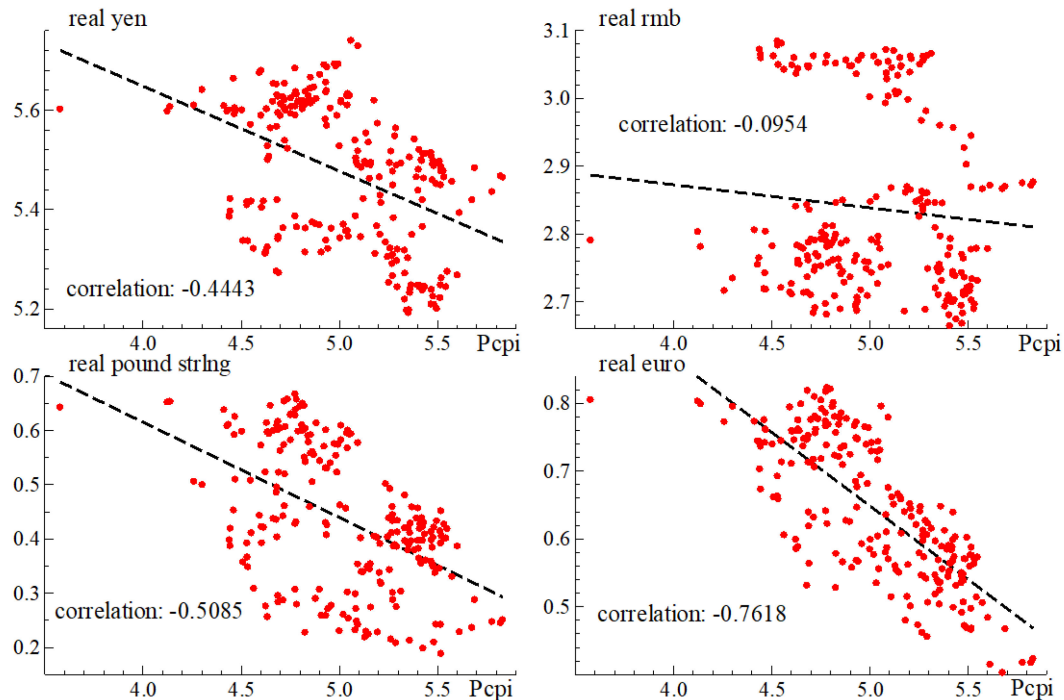 real yen
5.6
5.4
5.2
correlation: -0.4443
4.0 4.5 5.0 5.5
Pcpi
real rmb
3.1
3.0
2.9
2.8
2.7
correlation: -0.0954
4.0 4.5 5.0 5.5
Pcpi
real pound strlng
0.7
0.6
0.5
0.4
0.3
0.2
correlation: -0.5085
4.0 4.5 5.0 5.5
Pcpi
real euro
0.8
0.7
0.6
0.5
correlation: -0.7618
4.0 4.5 5.0 5.5
Pcpi